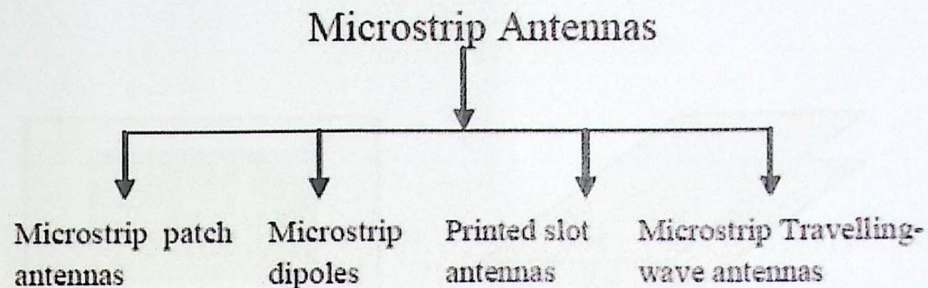 Microstrip Antennas
Microstrip patch
antennas
Microstrip
dipoles
Printed slot
antennas
Microstrip Travelling-
wave antennas